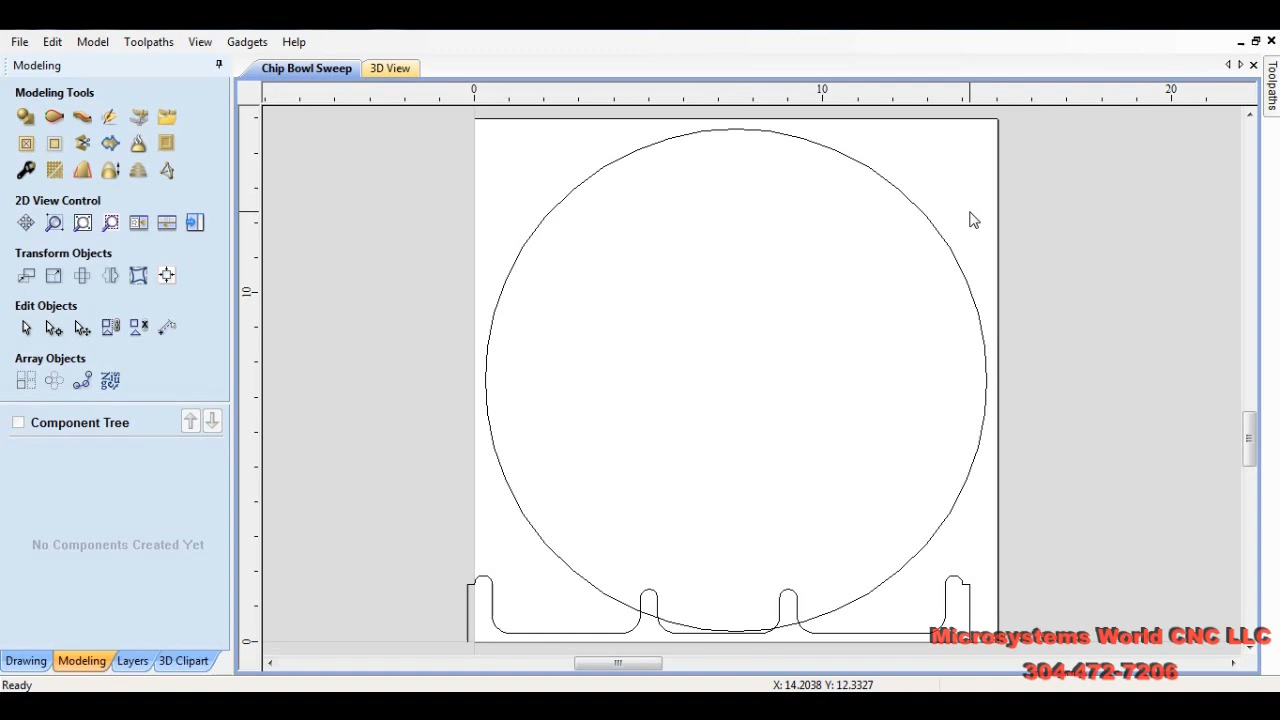 File Edit Model Toolpaths View Gadgets Help
Modeling
Chip Bowl Sweep 3D View
Toolpaths
Modeling Tools
0 10 20
2D View Control
Transform Objects
10
Edit Objects
Array Objects
Component Tree
No Components Created Yet
0
Microsystems World CNC LLC
304-472-7206
Drawing Modeling Layers 3D Clipart
Ready
X: 14.2038 Y: 12.3327